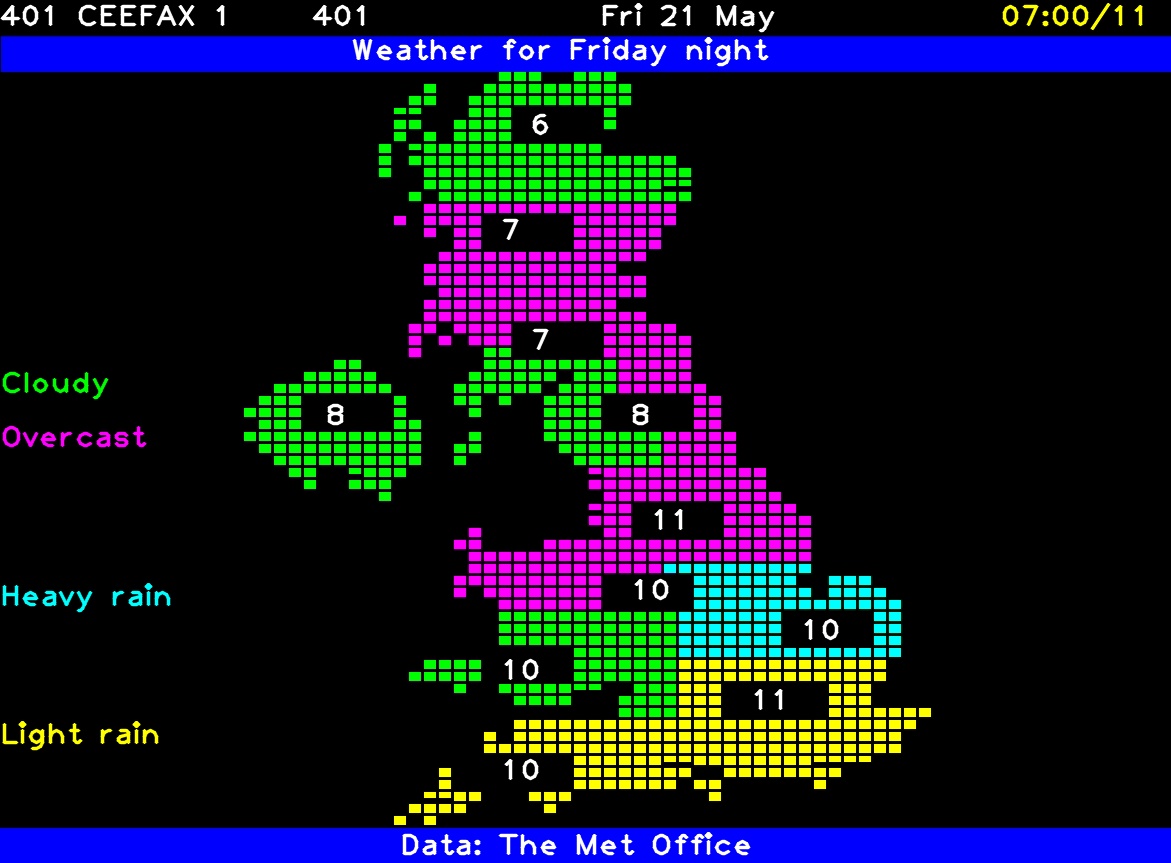 401 CEEFAX 1 401 Fri 21 May 07:00/11
Weather for Friday night
6
7
7
Cloudy
8 8
Overcast
11
10
Heavy rain
10
10
11
Light rain
10
Data: The Met Office